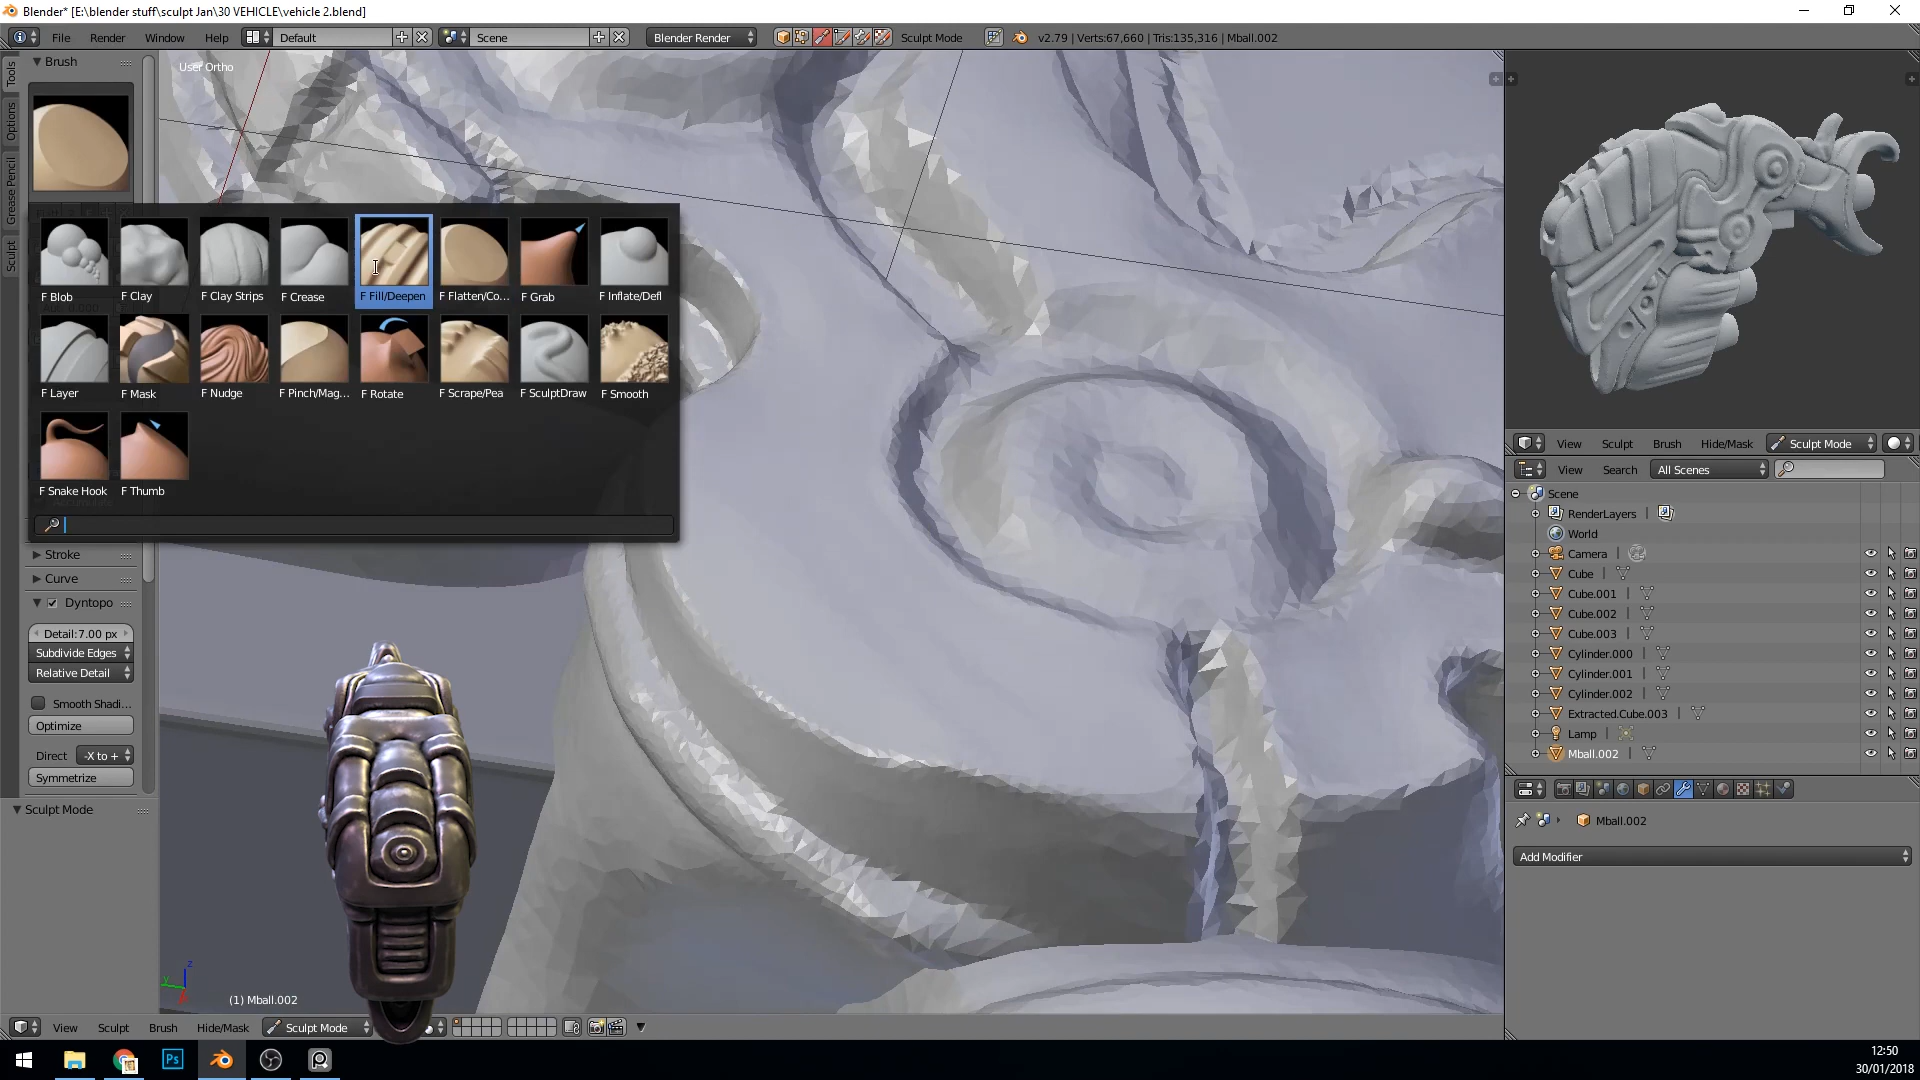 Blender* [E:\blender stuff\sculpt Jan\30 VEHICLE\vehicle 2.blend]
File Render Window Help Default Scene Blender Render Sculpt Mode v2.79 | Verts:67,660 | Tris:135,316 | Mball.002
Tools
Options
Grease Pencil
Sculpt
Brush
User Ortho
F Blob F Clay F Clay Strips F Crease F Fill/Deepen F Flatten/Co... F Grab F Inflate/Defl
F Layer F Mask F Nudge F Pinch/Mag... F Rotate F Scrape/Pea F SculptDraw F Smooth
F Snake Hook F Thumb
Stroke
Curve
Dyntopo
Detail:7.00 px
Subdivide Edges
Relative Detail
Smooth Shadi...
Optimize
Direct -X to +
Symmetrize
Sculpt Mode
(1) Mball.002
View Sculpt Brush Hide/Mask Sculpt Mode
View Sculpt Brush Hide/Mask Sculpt Mode
View Search All Scenes
Scene
RenderLayers
World
Camera
Cube
Cube.001
Cube.002
Cube.003
Cylinder.000
Cylinder.001
Cylinder.002
Extracted.Cube.003
Lamp
Mball.002
Mball.002
Add Modifier
Ps
12:50
30/01/2018